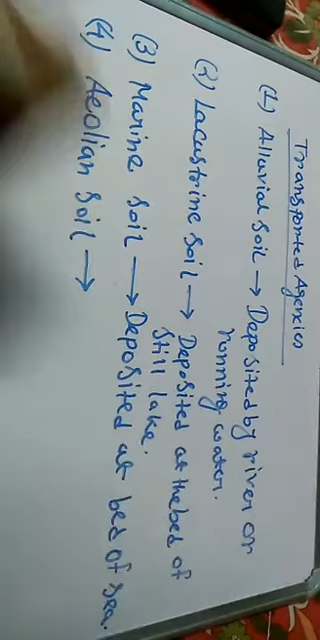 Transported Agencies
(1) Alluvial Soil → Deposited by river or
running water.
(2) Lacustrine Soil → Deposited at the bed of
Still lake.
(3) Marine Soil → Deposited at bed of sea.
(4) Aeolian Soil →